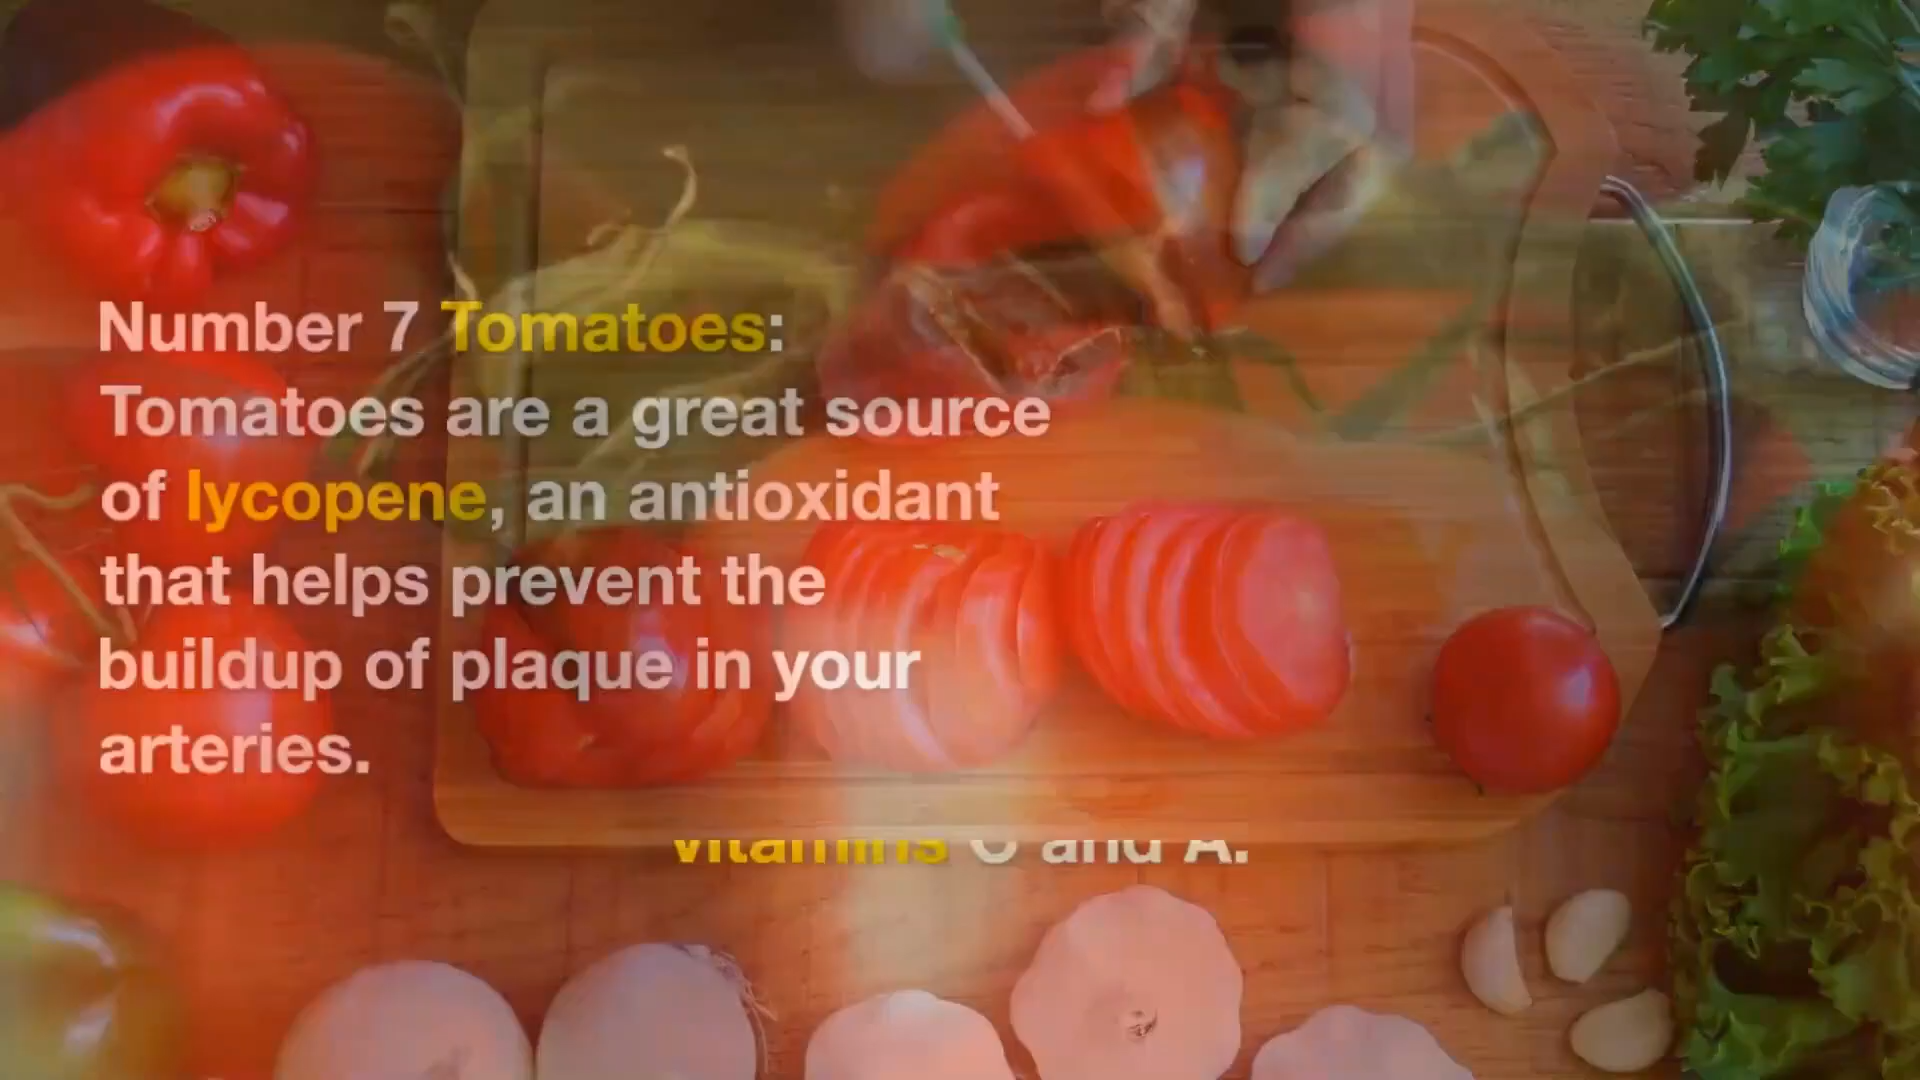 Number 7 Tomatoes:
Tomatoes are a great source
of lycopene, an antioxidant
that helps prevent the
buildup of plaque in your
arteries.
vitamins C and A.